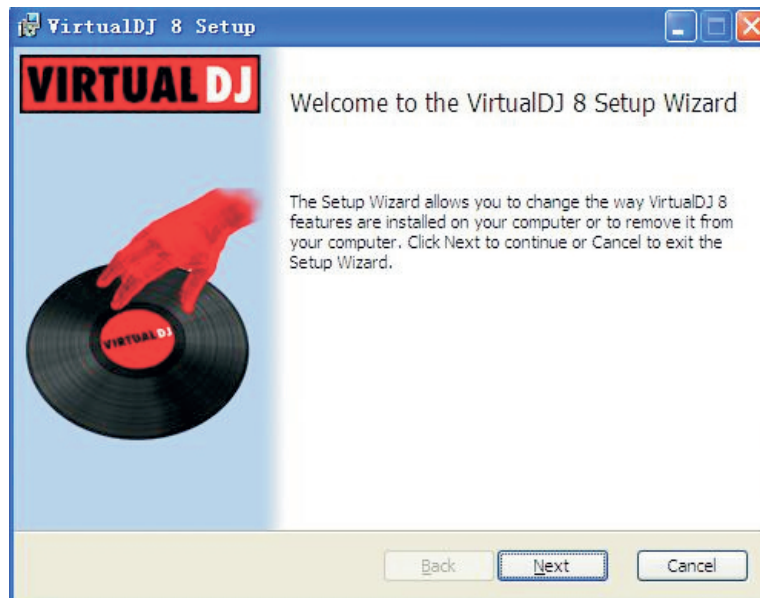 VirtualDJ 8 Setup
VIRTUAL DJ
Welcome to the VirtualDJ 8 Setup Wizard
The Setup Wizard allows you to change the way VirtualDJ 8
features are installed on your computer or to remove it from
your computer. Click Next to continue or Cancel to exit the
Setup Wizard.
VIRTUAL DJ
Back Next Cancel